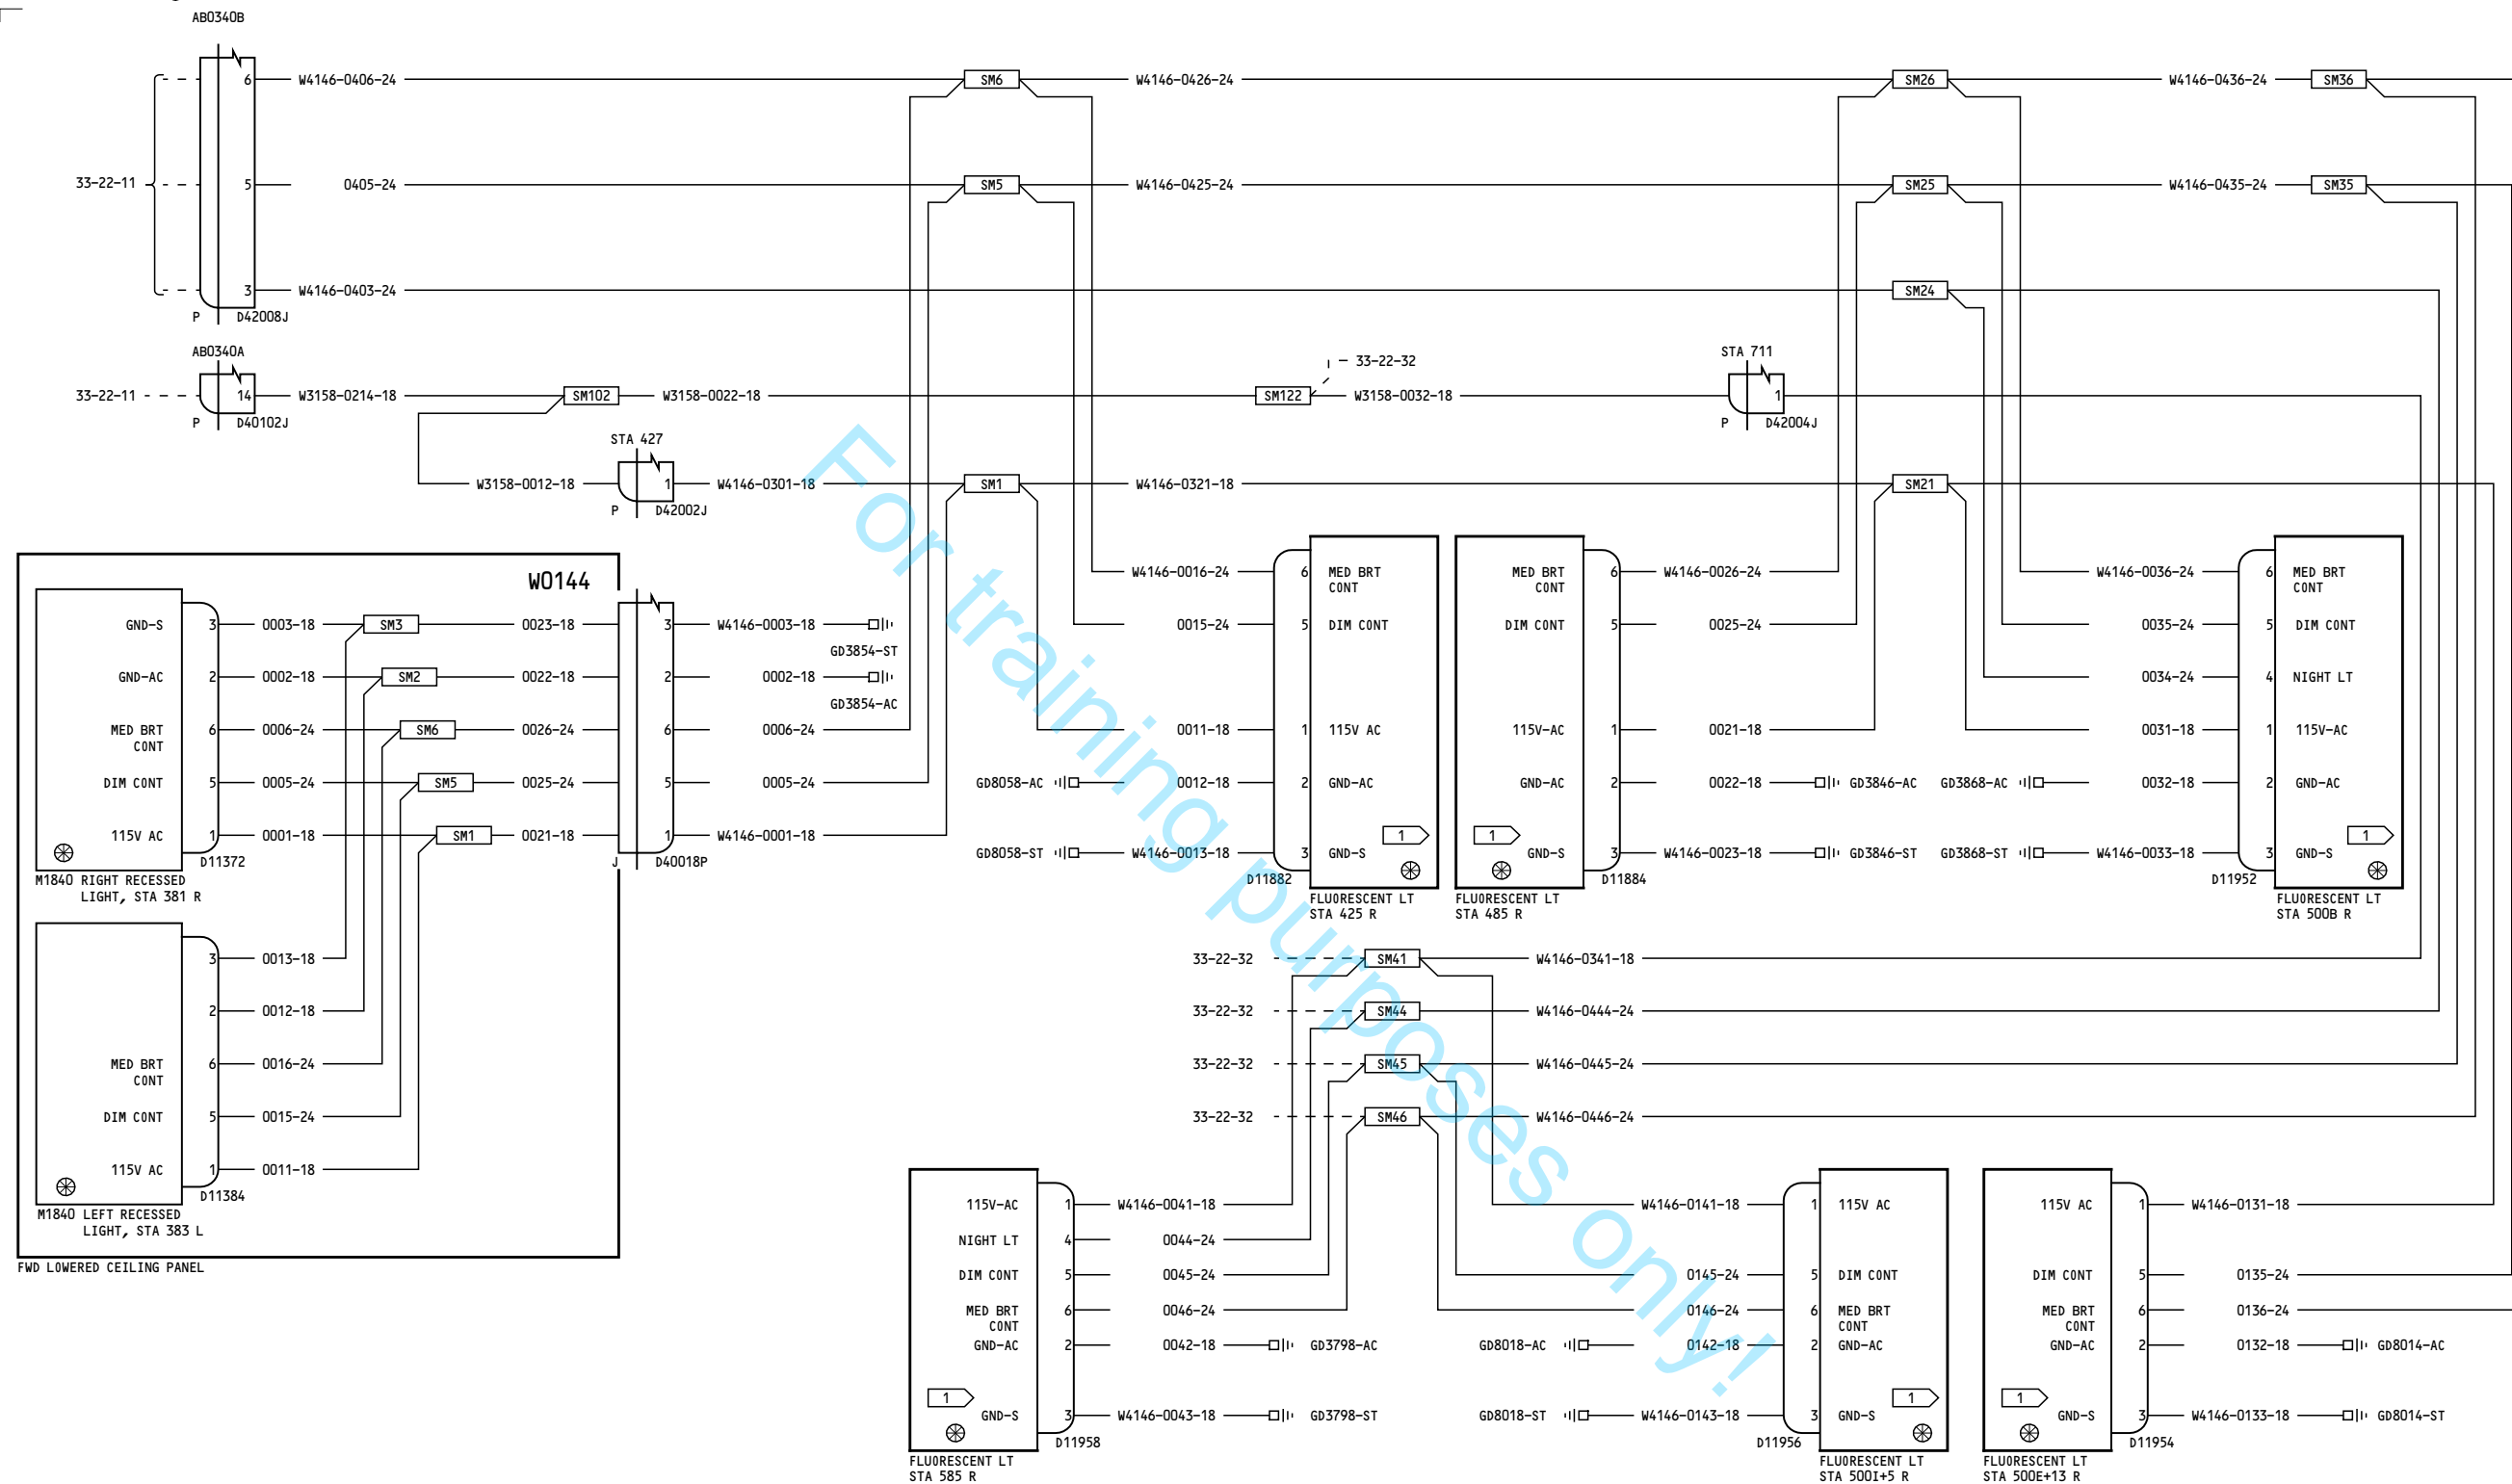 AB0340B
6 W4146-0406-24 SM6 W4146-0426-24 SM26 W4146-0436-24 SM36
33-22-11 5 0405-24 SM5 W4146-0425-24 SM25 W4146-0435-24 SM35
3 W4146-0403-24 SM24
P D42008J
AB0340A
33-22-11 14 W3158-0214-18 SM102 W3158-0022-18 SM122 W3158-0032-18 1
33-22-32
STA 711
P D40102J
P D42004J
STA 427
W3158-0012-18 1 W4146-0301-18 SM1 W4146-0321-18 SM21
P D42002J
W0144
GND-S 3 0003-18 SM3 0023-18 3 W4146-0003-18
GD3854-ST
GND-AC 2 0002-18 SM2 0022-18 2 0002-18
GD3854-AC
MED BRT 6 0006-24 SM6 0026-24 6 0006-24
CONT
DIM CONT 5 0005-24 SM5 0025-24 5 0005-24
115V AC 1 0001-18 SM1 0021-18 1 W4146-0001-18
D11372
J D40018P
M1840 RIGHT RECESSED
LIGHT, STA 381 R
3 0013-18
2 0012-18
MED BRT 6 0016-24
CONT
DIM CONT 5 0015-24
115V AC 1 0011-18
D11384
M1840 LEFT RECESSED
LIGHT, STA 383 L
FWD LOWERED CEILING PANEL
W4146-0016-24 6 MED BRT
CONT
0015-24 5 DIM CONT
0011-18 1 115V AC
GD8058-AC 0012-18 2 GND-AC
1
GD8058-ST W4146-0013-18 3 GND-S
D11882
FLUORESCENT LT
STA 425 R
MED BRT 6 W4146-0026-24
CONT
DIM CONT 5 0025-24
115V-AC 1 0021-18
GND-AC 2 0022-18 GD3846-AC
1
GND-S 3 W4146-0023-18 GD3846-ST
D11884
FLUORESCENT LT
STA 485 R
W4146-0036-24 6 MED BRT
CONT
0035-24 5 DIM CONT
0034-24 4 NIGHT LT
0031-18 1 115V-AC
GD3868-AC 0032-18 2 GND-AC
1
GD3868-ST W4146-0033-18 3 GND-S
D11952
FLUORESCENT LT
STA 500B R
33-22-32 SM41 W4146-0341-18
33-22-32 SM44 W4146-0444-24
33-22-32 SM45 W4146-0445-24
33-22-32 SM46 W4146-0446-24
115V-AC 1 W4146-0041-18
NIGHT LT 4 0044-24
DIM CONT 5 0045-24
MED BRT 6 0046-24
CONT
GND-AC 2 0042-18 GD3798-AC
1
GND-S 3 W4146-0043-18 GD3798-ST
D11958
FLUORESCENT LT
STA 585 R
W4146-0141-18 1 115V AC
0145-24 5 DIM CONT
0146-24 6 MED BRT
CONT
GD8018-AC 0142-18 2 GND-AC
1
GD8018-ST W4146-0143-18 3 GND-S
D11956
FLUORESCENT LT
STA 500I+5 R
115V AC 1 W4146-0131-18
DIM CONT 5 0135-24
MED BRT 6 0136-24
CONT
GND-AC 2 0132-18 GD8014-AC
1
GND-S 3 W4146-0133-18 GD8014-ST
D11954
FLUORESCENT LT
STA 500E+13 R
For training purposes only!